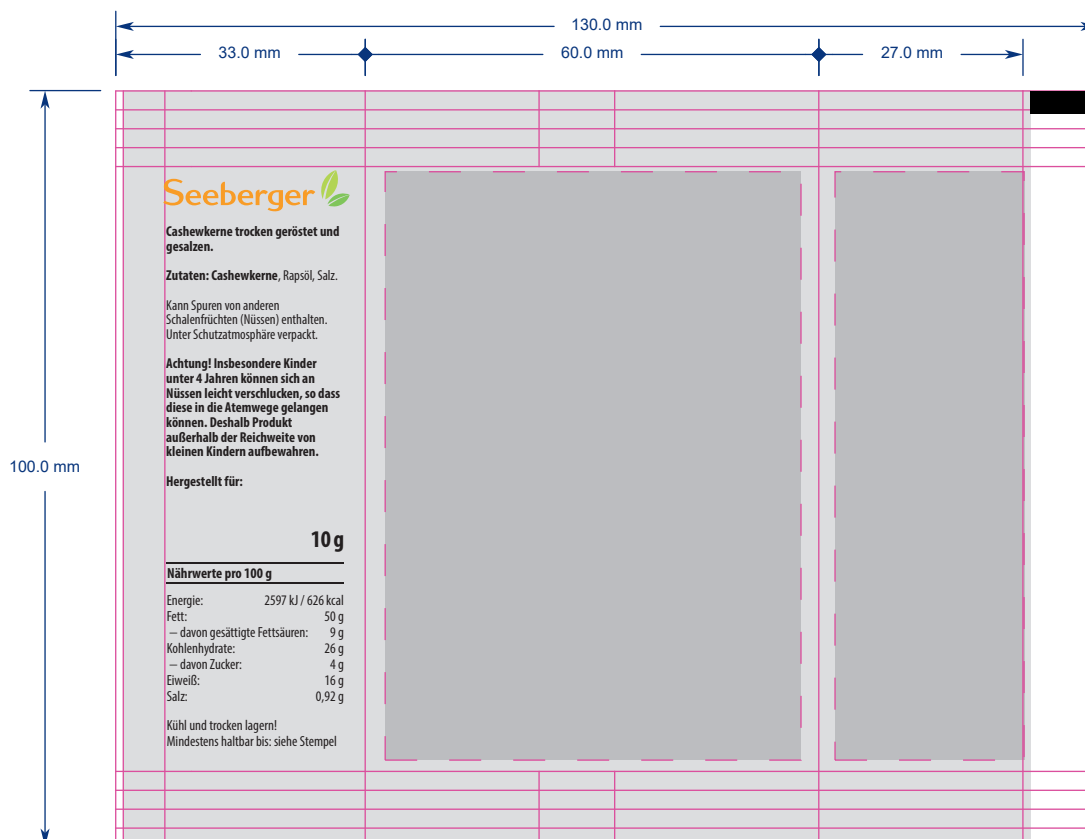 130.0 mm
33.0 mm
60.0 mm
27.0 mm
100.0 mm
Seeberger
Cashewkerne trocken geröstet und
gesalzen.
Zutaten: Cashewkerne, Rapsöl, Salz.
Kann Spuren von anderen
Schalenfrüchten (Nüssen) enthalten.
Unter Schutzatmosphäre verpackt.
Achtung! Insbesondere Kinder
unter 4 Jahren können sich an
Nüssen leicht verschlucken, so dass
diese in die Atemwege gelangen
können. Deshalb Produkt
außerhalb der Reichweite von
kleinen Kindern aufbewahren.
Hergestellt für:
10 g
Nährwerte pro 100 g
Energie: 2597 kJ / 626 kcal
Fett: 50 g
– davon gesättigte Fettsäuren: 9 g
Kohlenhydrate: 26 g
– davon Zucker: 4 g
Eiweiß: 16 g
Salz: 0,92 g
Kühl und trocken lagern!
Mindestens haltbar bis: siehe Stempel